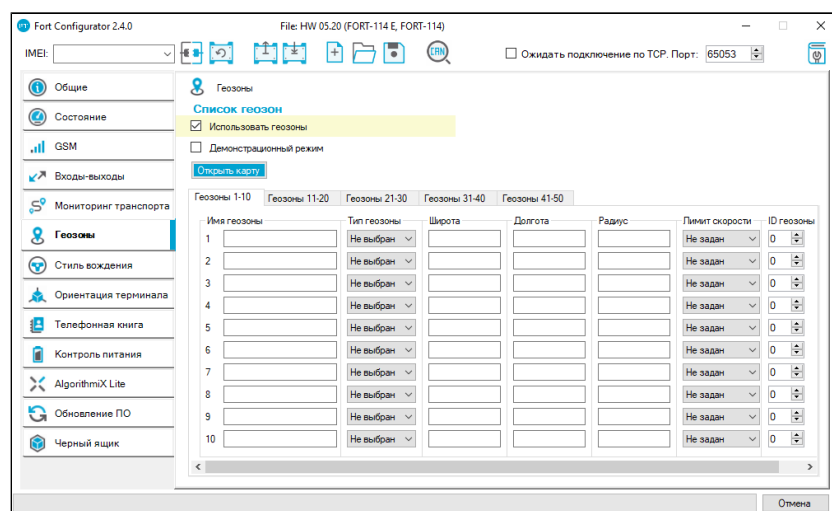 Fort Configurator 2.4.0 File: HW 05.20 (FORT-114 E, FORT-114)
IMEI: CAN Ожидать подключение по TCP. Порт: 65053
Общие
Состояние
GSM
Входы-выходы
Мониторинг транспорта
Геозоны
Стиль вождения
Ориентация терминала
Телефонная книга
Контроль питания
AlgorithmiX Lite
Обновление ПО
Черный ящик
Геозоны
Список геозон
Использовать геозоны
Демонстрационный режим
Открыть карту
Геозоны 1-10 Геозоны 11-20 Геозоны 21-30 Геозоны 31-40 Геозоны 41-50
Имя геозоны Тип геозоны Широта Долгота Радиус Лимит скорости ID геозоны
1 Не выбран Не задан 0
2 Не выбран Не задан 0
3 Не выбран Не задан 0
4 Не выбран Не задан 0
5 Не выбран Не задан 0
6 Не выбран Не задан 0
7 Не выбран Не задан 0
8 Не выбран Не задан 0
9 Не выбран Не задан 0
10 Не выбран Не задан 0
Отмена